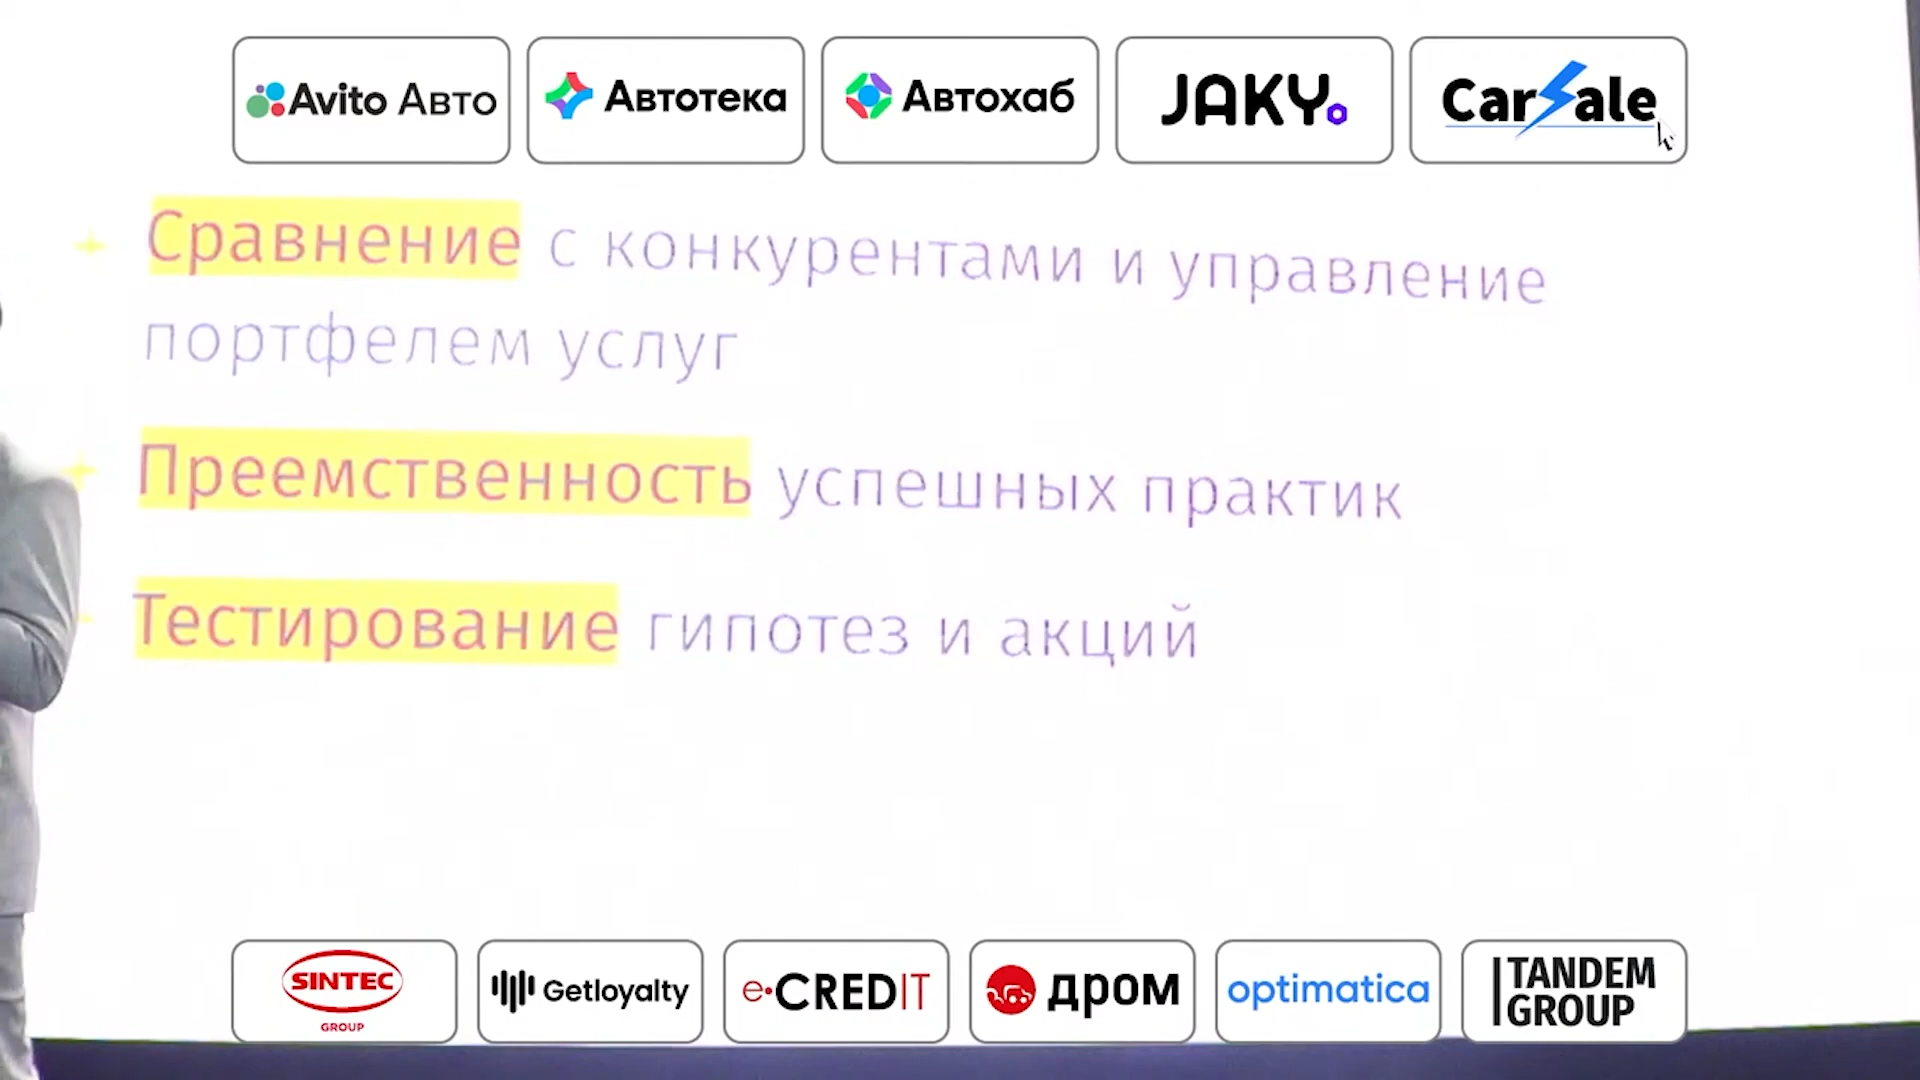 Avito Авто
Автотека
Автохаб
JAKY
CarSale
Сравнение с конкурентами и управление
портфелем услуг
Преемственность успешных практик
Тестирование гипотез и акций
SINTEC
GROUP
Getloyalty
e·CREDIT
дром
optimatica
TANDEM
GROUP